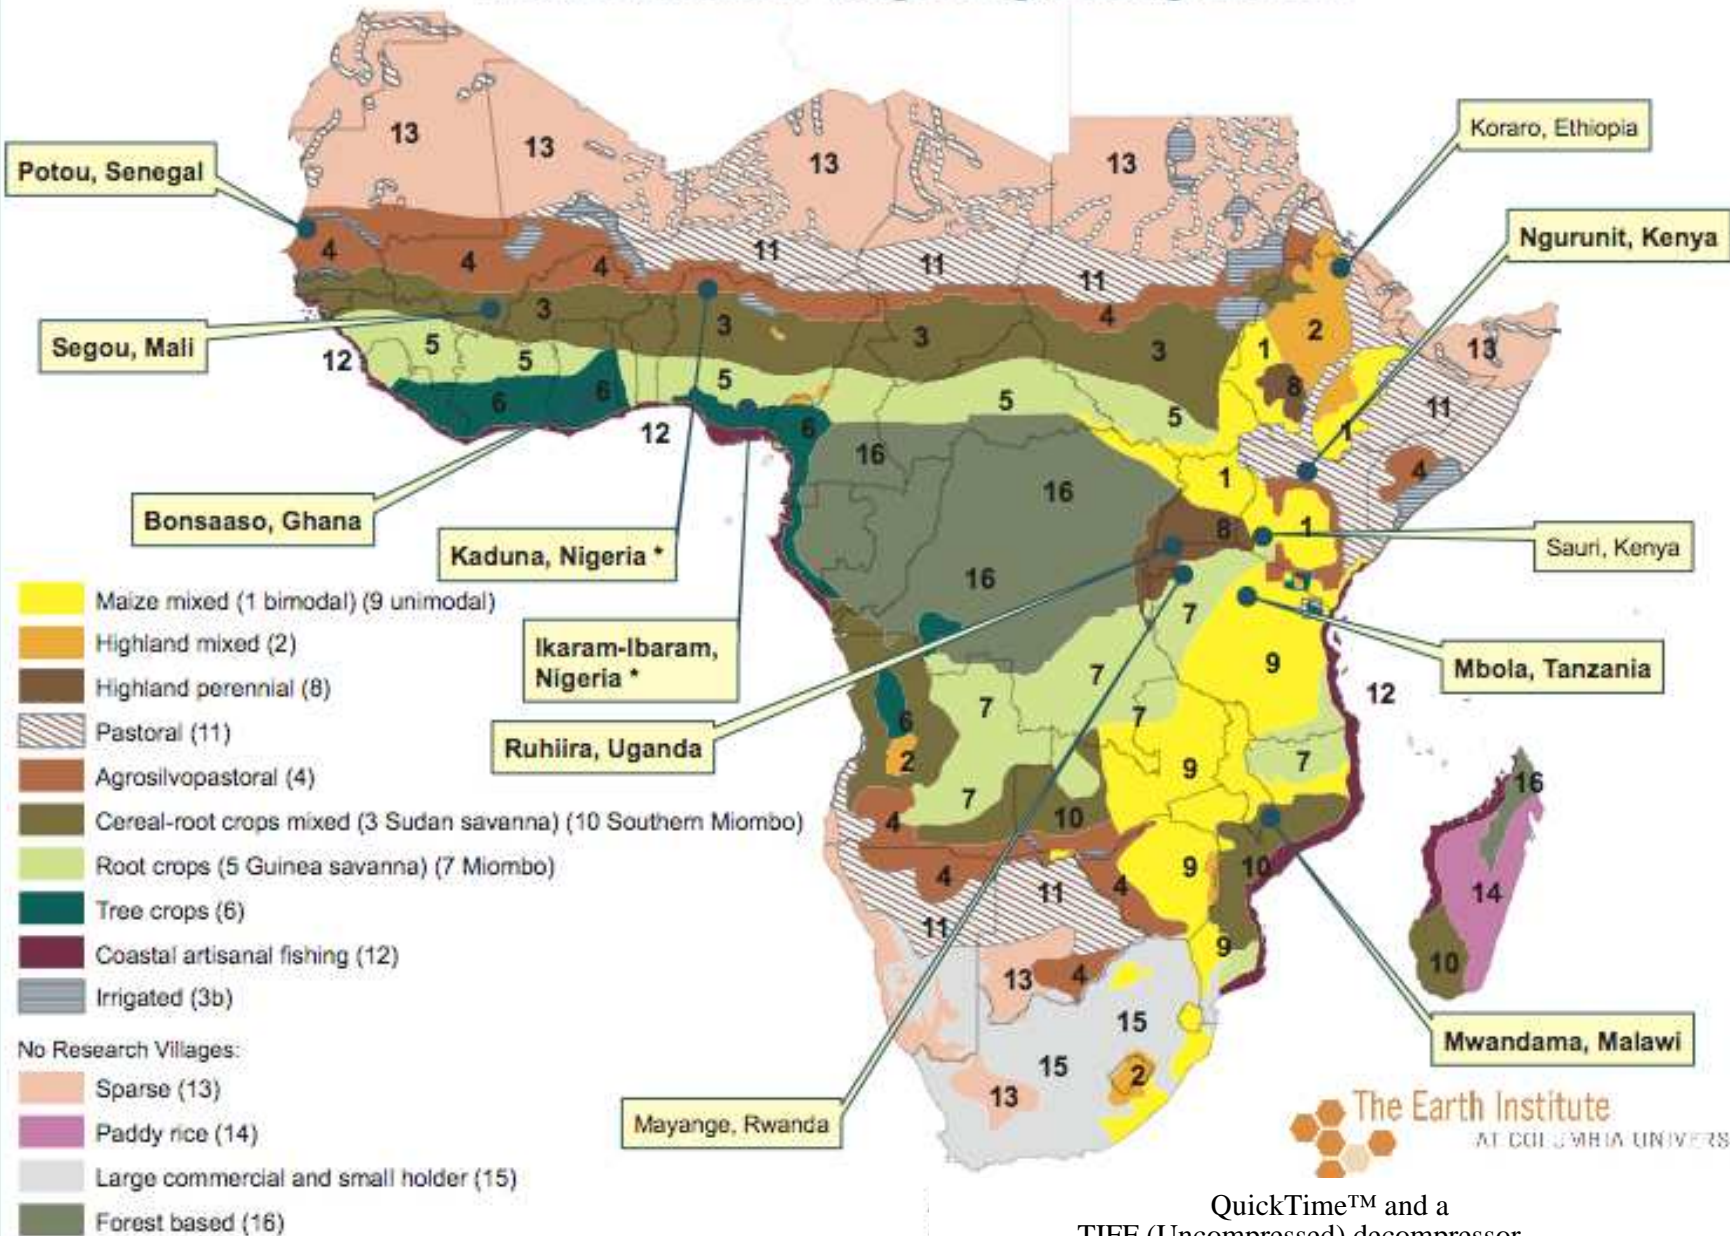 Koraro, Ethiopia
Potou, Senegal
Ngurunit, Kenya
Segou, Mali
Bonsaaso, Ghana
Kaduna, Nigeria *
Sauri, Kenya
Ikaram-Ibaram,
Nigeria *
Mbola, Tanzania
Ruhiira, Uganda
Mwandama, Malawi
Mayange, Rwanda
13
13
13
13
13
11
11
11
11
4
4
4
4
4
3
3
3
3
2
1
8
1
5
5
5
5
5
6
6
6
12
12
16
16
16
1
8
1
7
9
7
7
7
12
6
2
9
7
7
10
4
16
9
10
4
11
4
14
11
9
10
13
4
15
15
2
13
Maize mixed (1 bimodal) (9 unimodal)
Highland mixed (2)
Highland perennial (8)
Pastoral (11)
Agrosilvopastoral (4)
Cereal-root crops mixed (3 Sudan savanna) (10 Southern Miombo)
Root crops (5 Guinea savanna) (7 Miombo)
Tree crops (6)
Coastal artisanal fishing (12)
Irrigated (3b)
No Research Villages:
Sparse (13)
Paddy rice (14)
Large commercial and small holder (15)
Forest based (16)
The Earth Institute
AT COLUMBIA UNIVERS
QuickTime™ and a
TIFF (Uncompressed) decompressor